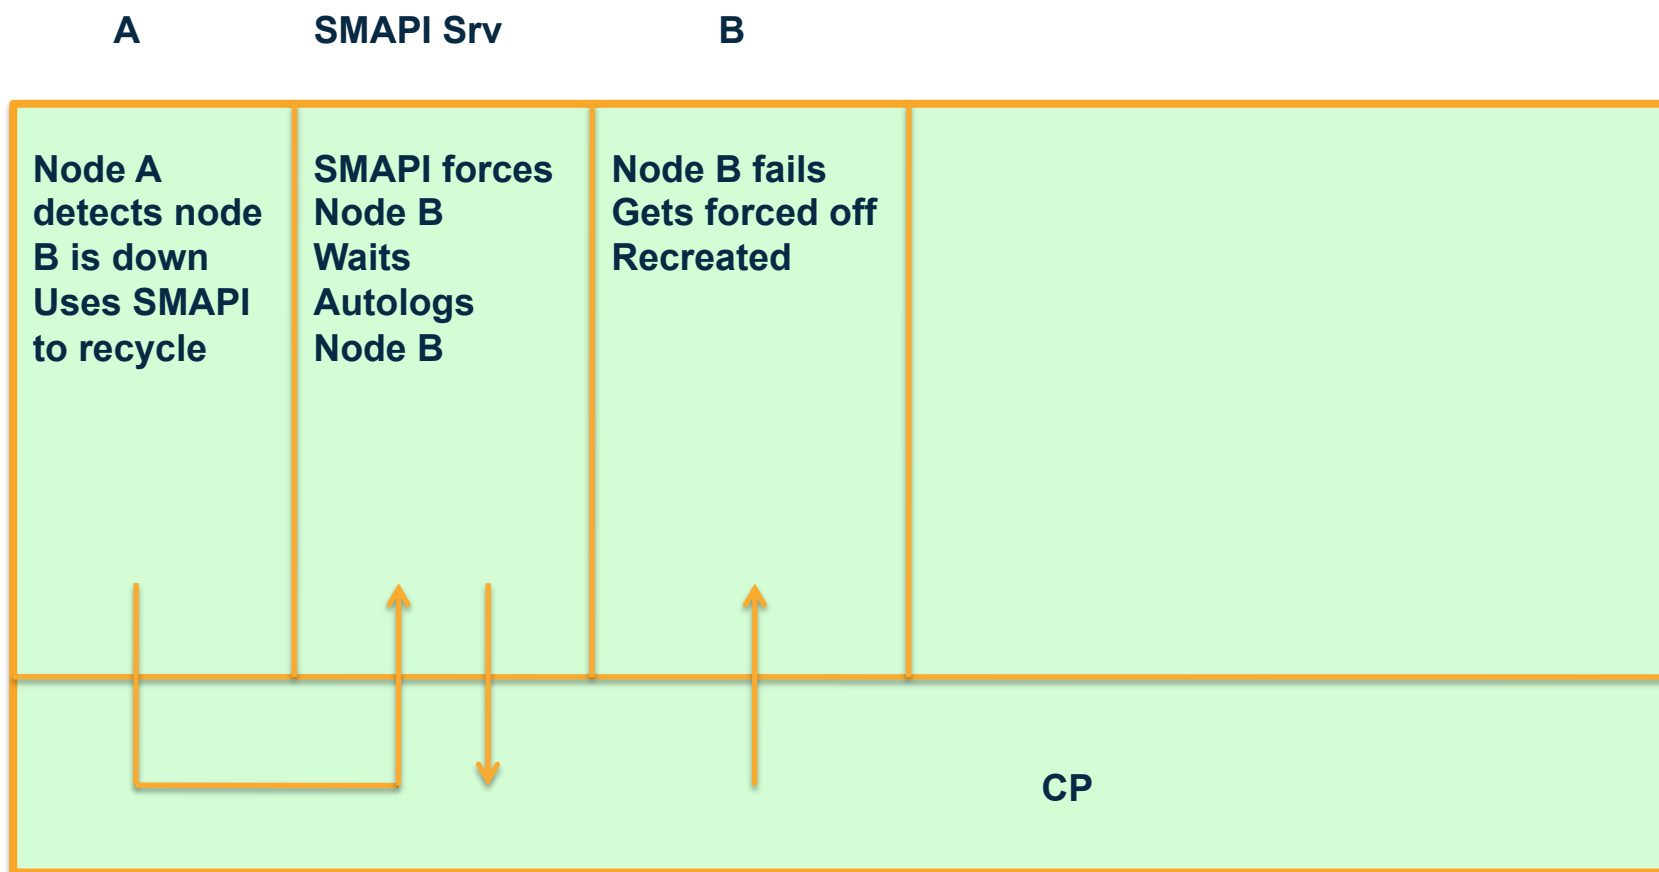 A
SMAPI Srv
B
Node A
detects node
B is down
Uses SMAPI
to recycle
SMAPI forces
Node B
Waits
Autologs
Node B
Node B fails
Gets forced off
Recreated
CP